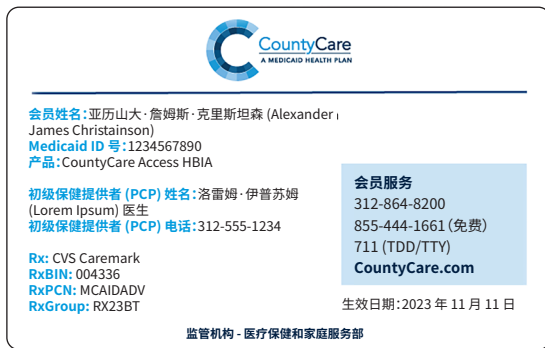 CountyCare
A MEDICAID HEALTH PLAN
会员姓名：亚历山大·詹姆斯·克里斯坦森 (Alexander
James Christainson)
Medicaid ID 号：1234567890
产品：CountyCare Access HBIA
初级保健提供者 (PCP) 姓名：洛雷姆·伊普苏姆
(Lorem Ipsum) 医生
初级保健提供者 (PCP) 电话：312-555-1234
Rx: CVS Caremark
RxBIN: 004336
RxPCN: MCAIDADV
RxGroup: RX23BT
会员服务
312-864-8200
855-444-1661（免费）
711 (TDD/TTY)
CountyCare.com
生效日期：2023 年 11 月 11 日
监管机构 - 医疗保健和家庭服务部